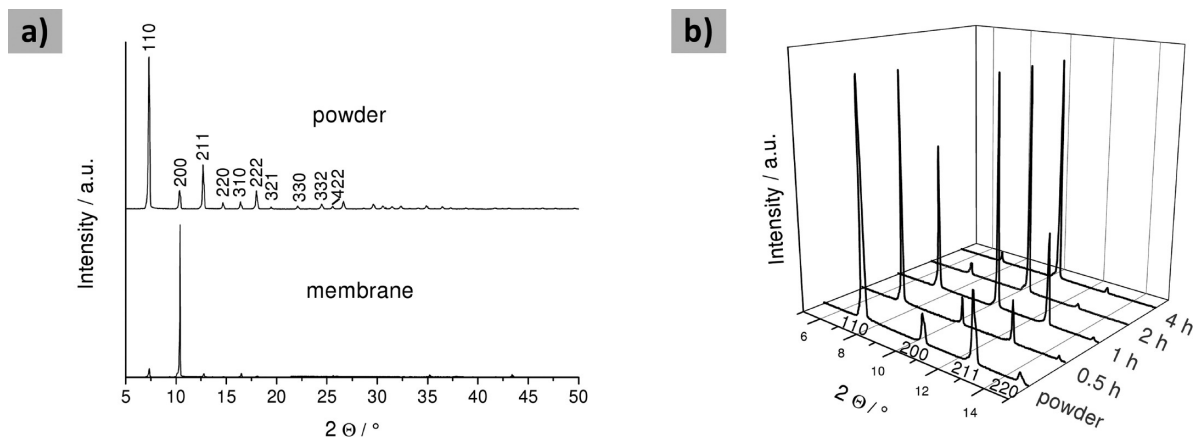 a)
110
200
211
220
310
222
321
330
332
422
powder
membrane
Intensity / a.u.
5 10 15 20 25 30 35 40 45 50
2 Θ / °
b)
Intensity / a.u.
110
200
211
220
6
8
10
12
14
2 Θ / °
powder
0.5 h
1 h
2 h
4 h